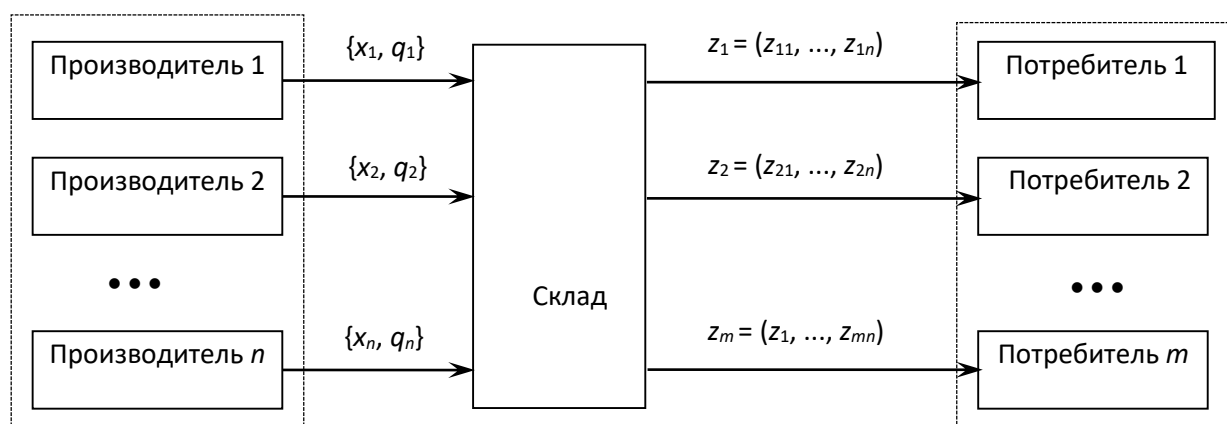 Производитель 1
{x1, q1}
z1 = (z11, ..., z1n)
Потребитель 1
Производитель 2
{x2, q2}
z2 = (z21, ..., z2n)
Потребитель 2
•••
•••
Склад
Производитель n
{xn, qn}
zm = (z1, ..., zmn)
Потребитель m